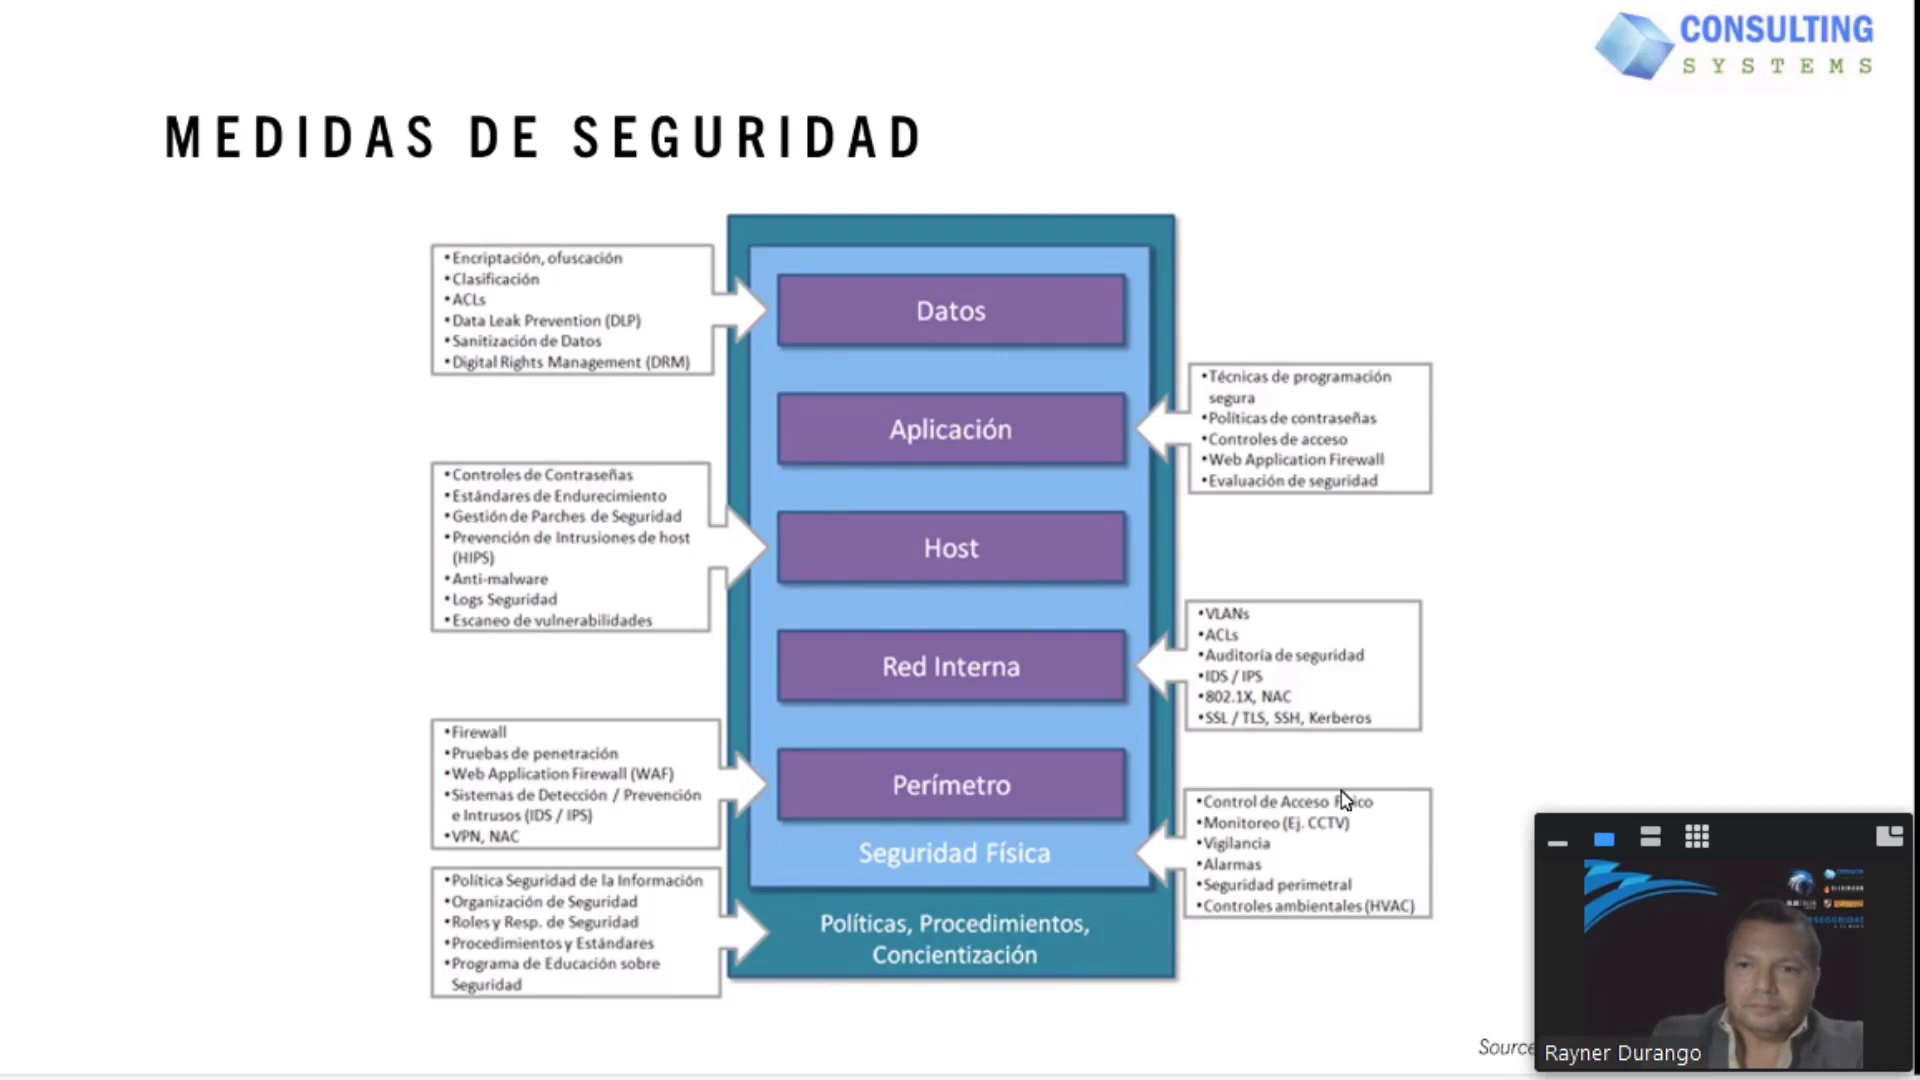 CONSULTING
SYSTEMS
MEDIDAS DE SEGURIDAD
•Encriptación, ofuscación
•Clasificación
•ACLs
•Data Leak Prevention (DLP)
•Sanitización de Datos
•Digital Rights Management (DRM)
Datos
•Técnicas de programación
segura
•Políticas de contraseñas
•Controles de acceso
•Web Application Firewall
•Evaluación de seguridad
Aplicación
•Controles de Contraseñas
•Estándares de Endurecimiento
•Gestión de Parches de Seguridad
•Prevención de Intrusiones de host
(HIPS)
•Anti-malware
•Logs Seguridad
•Escaneo de vulnerabilidades
Host
•VLANs
•ACLs
•Auditoría de seguridad
•IDS / IPS
•802.1X, NAC
•SSL / TLS, SSH, Kerberos
Red Interna
•Firewall
•Pruebas de penetración
•Web Application Firewall (WAF)
•Sistemas de Detección / Prevención
e Intrusos (IDS / IPS)
•VPN, NAC
Perímetro
•Control de Acceso
•Monitoreo (Ej. CCTV)
•Vigilancia
•Alarmas
•Seguridad perimetral
•Controles ambientales (HVAC)
Seguridad Física
•Política Seguridad de la Información
•Organización de Seguridad
•Roles y Resp. de Seguridad
•Procedimientos y Estándares
•Programa de Educación sobre
Seguridad
Políticas, Procedimientos,
Concientización
Source
Rayner Durango